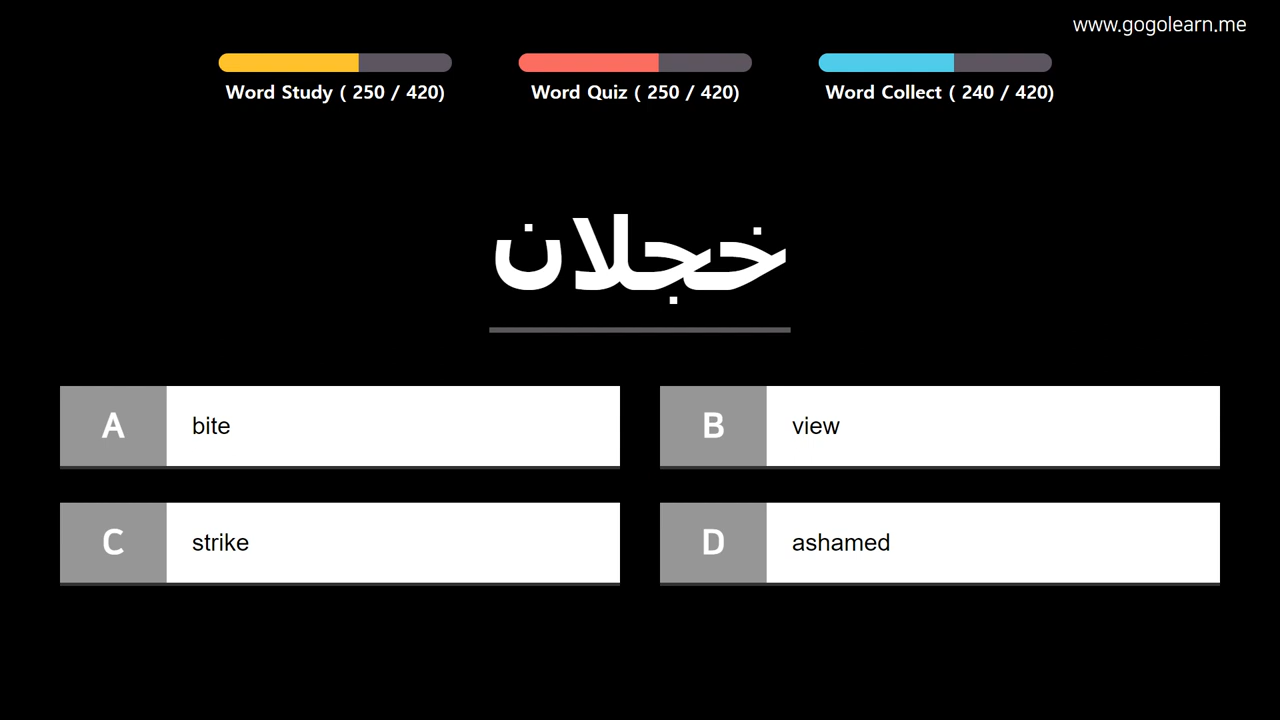 www.gogolearn.me
Word Study ( 250 / 420)
Word Quiz ( 250 / 420)
Word Collect ( 240 / 420)
خجلان
A bite
B view
C strike
D ashamed